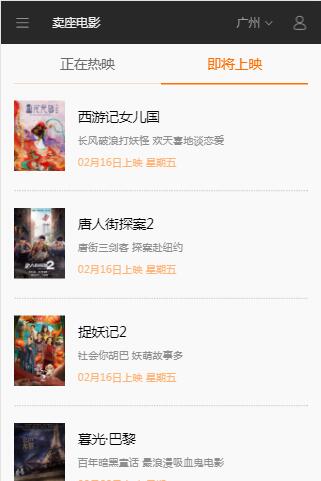 卖座电影 广州
正在热映 即将上映
西游记女儿国
长风破浪打妖怪 欢天喜地谈恋爱
02月16日上映 星期五
唐人街探案2
唐街三剑客 探案赴纽约
02月16日上映 星期五
捉妖记2
社会你胡巴 妖萌故事多
02月16日上映 星期五
暮光·巴黎
百年暗黑童话 最浪漫吸血鬼电影